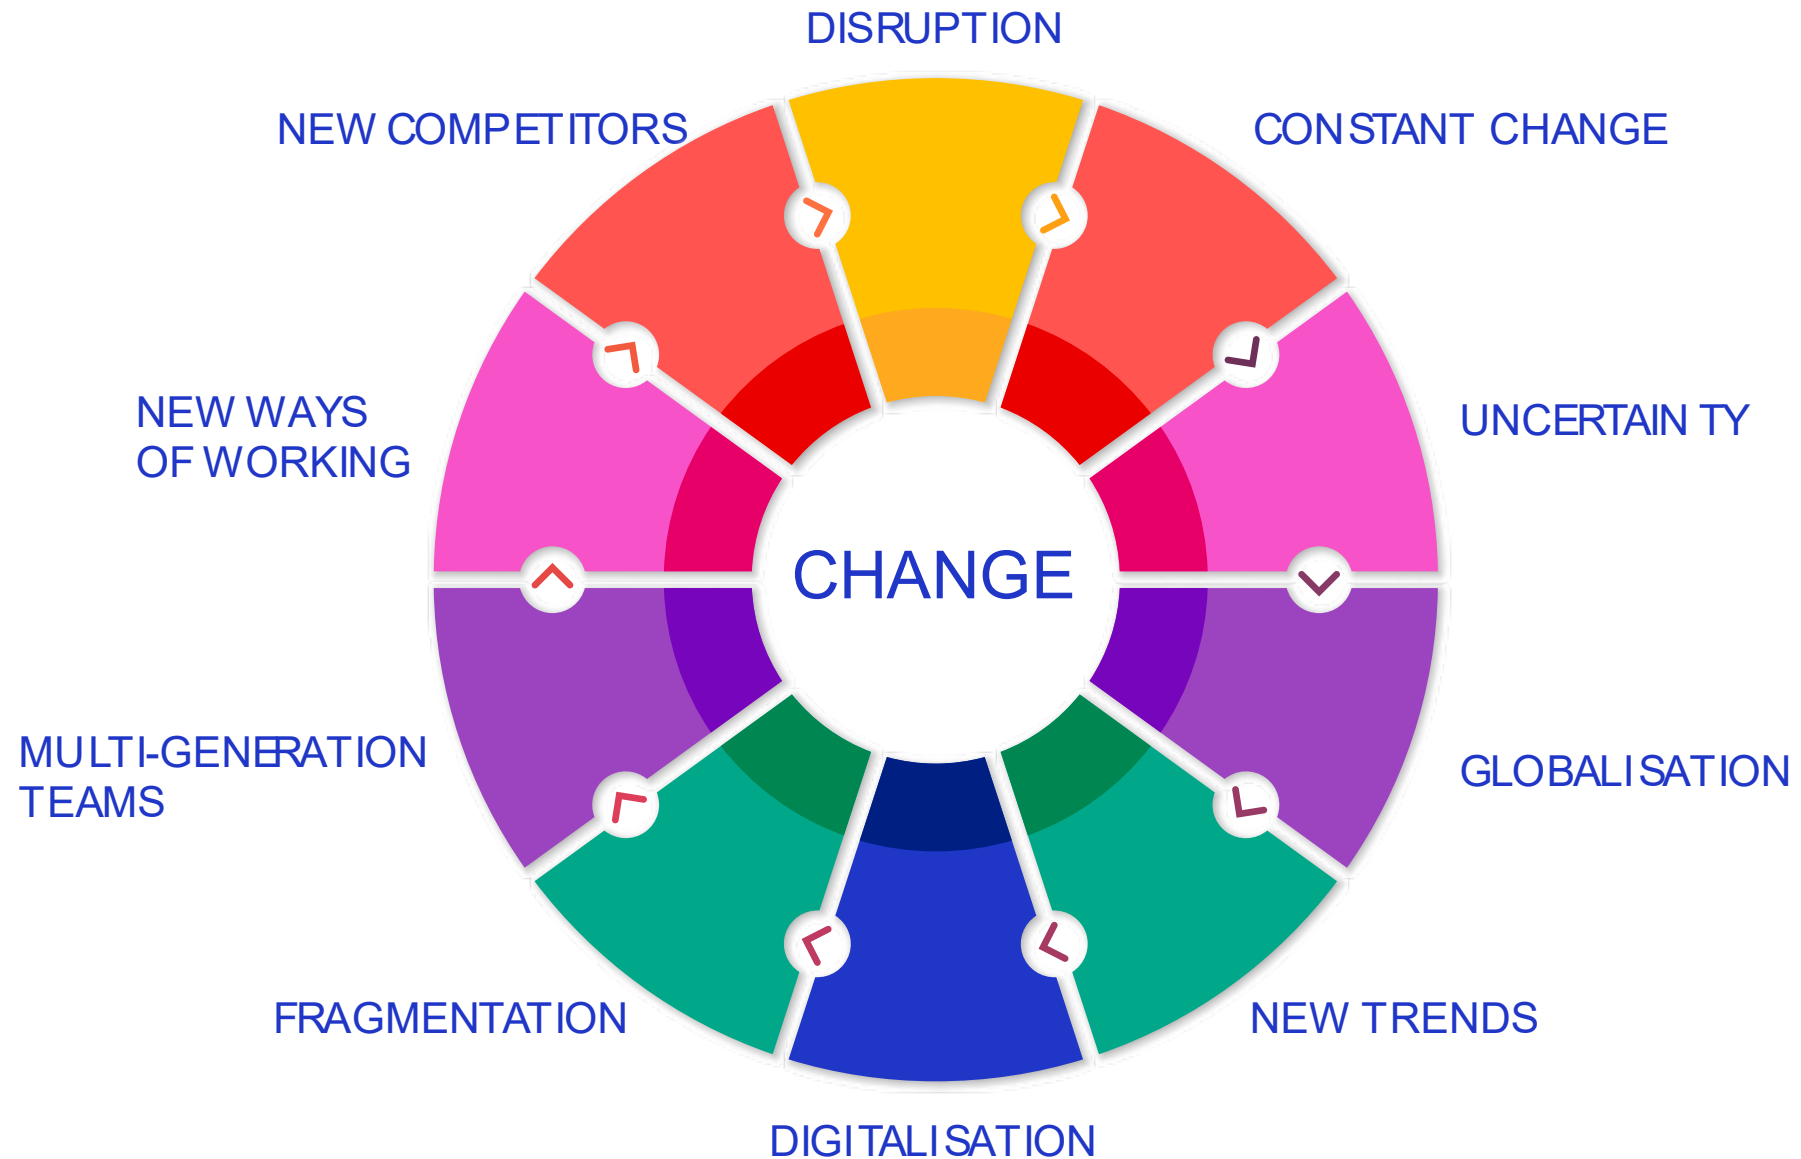 DISRUPTION
NEW COMPETITORS
CONSTANT CHANGE
NEW WAYS
OF WORKING
UNCERTAINTY
CHANGE
MULTI-GENERATION
TEAMS
GLOBALISATION
FRAGMENTATION
NEW TRENDS
DIGITALISATION